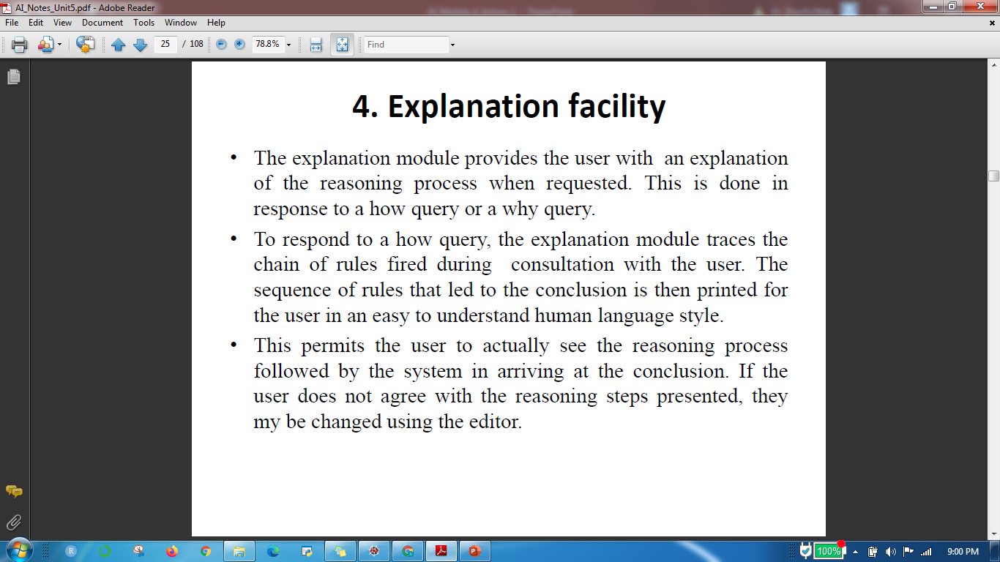 AI_Notes_Unit5.pdf - Adobe Reader
File Edit View Document Tools Window Help
25 / 108 78.8% Find
4. Explanation facility
• The explanation module provides the user with an explanation
of the reasoning process when requested. This is done in
response to a how query or a why query.
• To respond to a how query, the explanation module traces the
chain of rules fired during consultation with the user. The
sequence of rules that led to the conclusion is then printed for
the user in an easy to understand human language style.
• This permits the user to actually see the reasoning process
followed by the system in arriving at the conclusion. If the
user does not agree with the reasoning steps presented, they
my be changed using the editor.
100% 9:00 PM